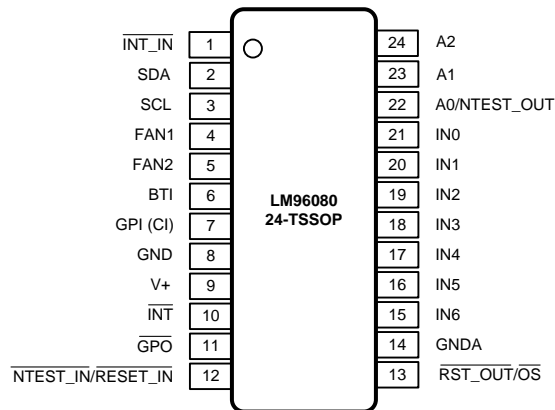 INT_IN 1 24 A2
SDA 2 23 A1
SCL 3 22 A0/NTEST_OUT
FAN1 4 21 IN0
FAN2 5 20 IN1
BTI 6 19 IN2
LM96080
24-TSSOP
GPI (CI) 7 18 IN3
GND 8 17 IN4
V+ 9 16 IN5
INT 10 15 IN6
GPO 11 14 GNDA
NTEST_IN/RESET_IN 12 13 RST_OUT/OS